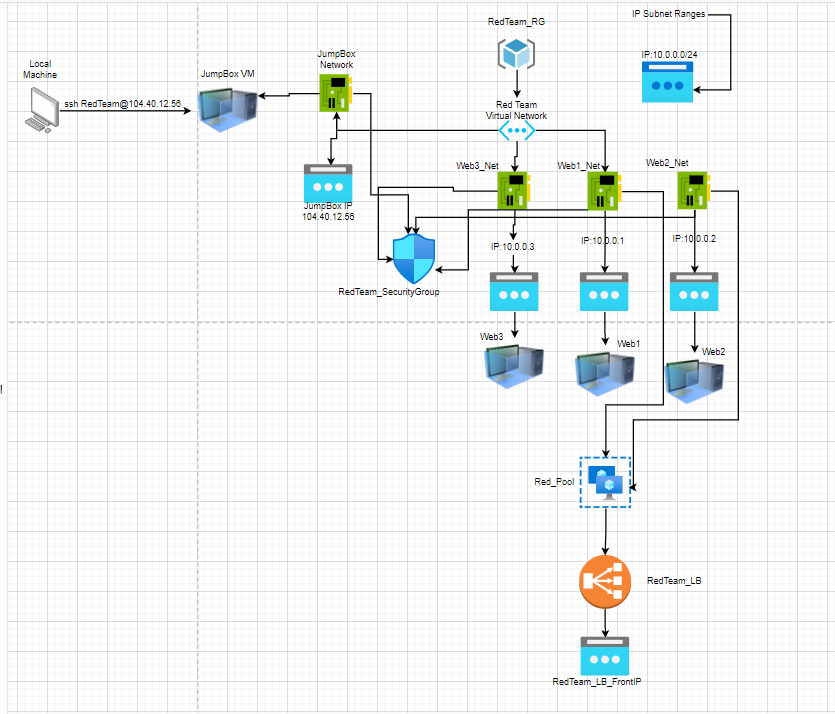 RedTeam_RG
IP Subnet Ranges
Local
Machine
JumpBox VM
JumpBox
Network
IP:10.0.0.0/24
ssh RedTeam@104.40.12.56
Red Team
Virtual Network
Web3_Net
Web1_Net
Web2_Net
JumpBox IP
104.40.12.56
IP:10.0.0.3
IP:10.0.0.1
IP:10.0.0.2
RedTeam_SecurityGroup
Web3
Web1
Web2
Red_Pool
RedTeam_LB
RedTeam_LB_FrontIP